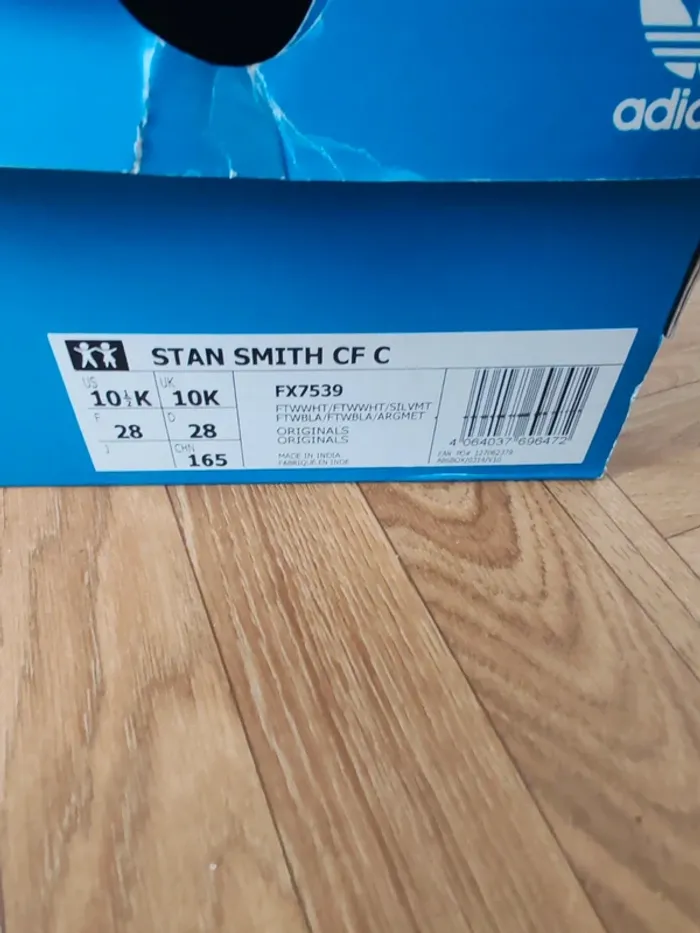 adid
STAN SMITH CF C
US 10½K UK 10K
F 28 D 28
J CHN 165
FX7539
FTWWHT/FTWWHT/SILVMT
FTWBLA/FTWBLA/ARGMET
ORIGINALS
ORIGINALS
MADE IN INDIA
FABRIQUE EN INDE
4 064037 696472